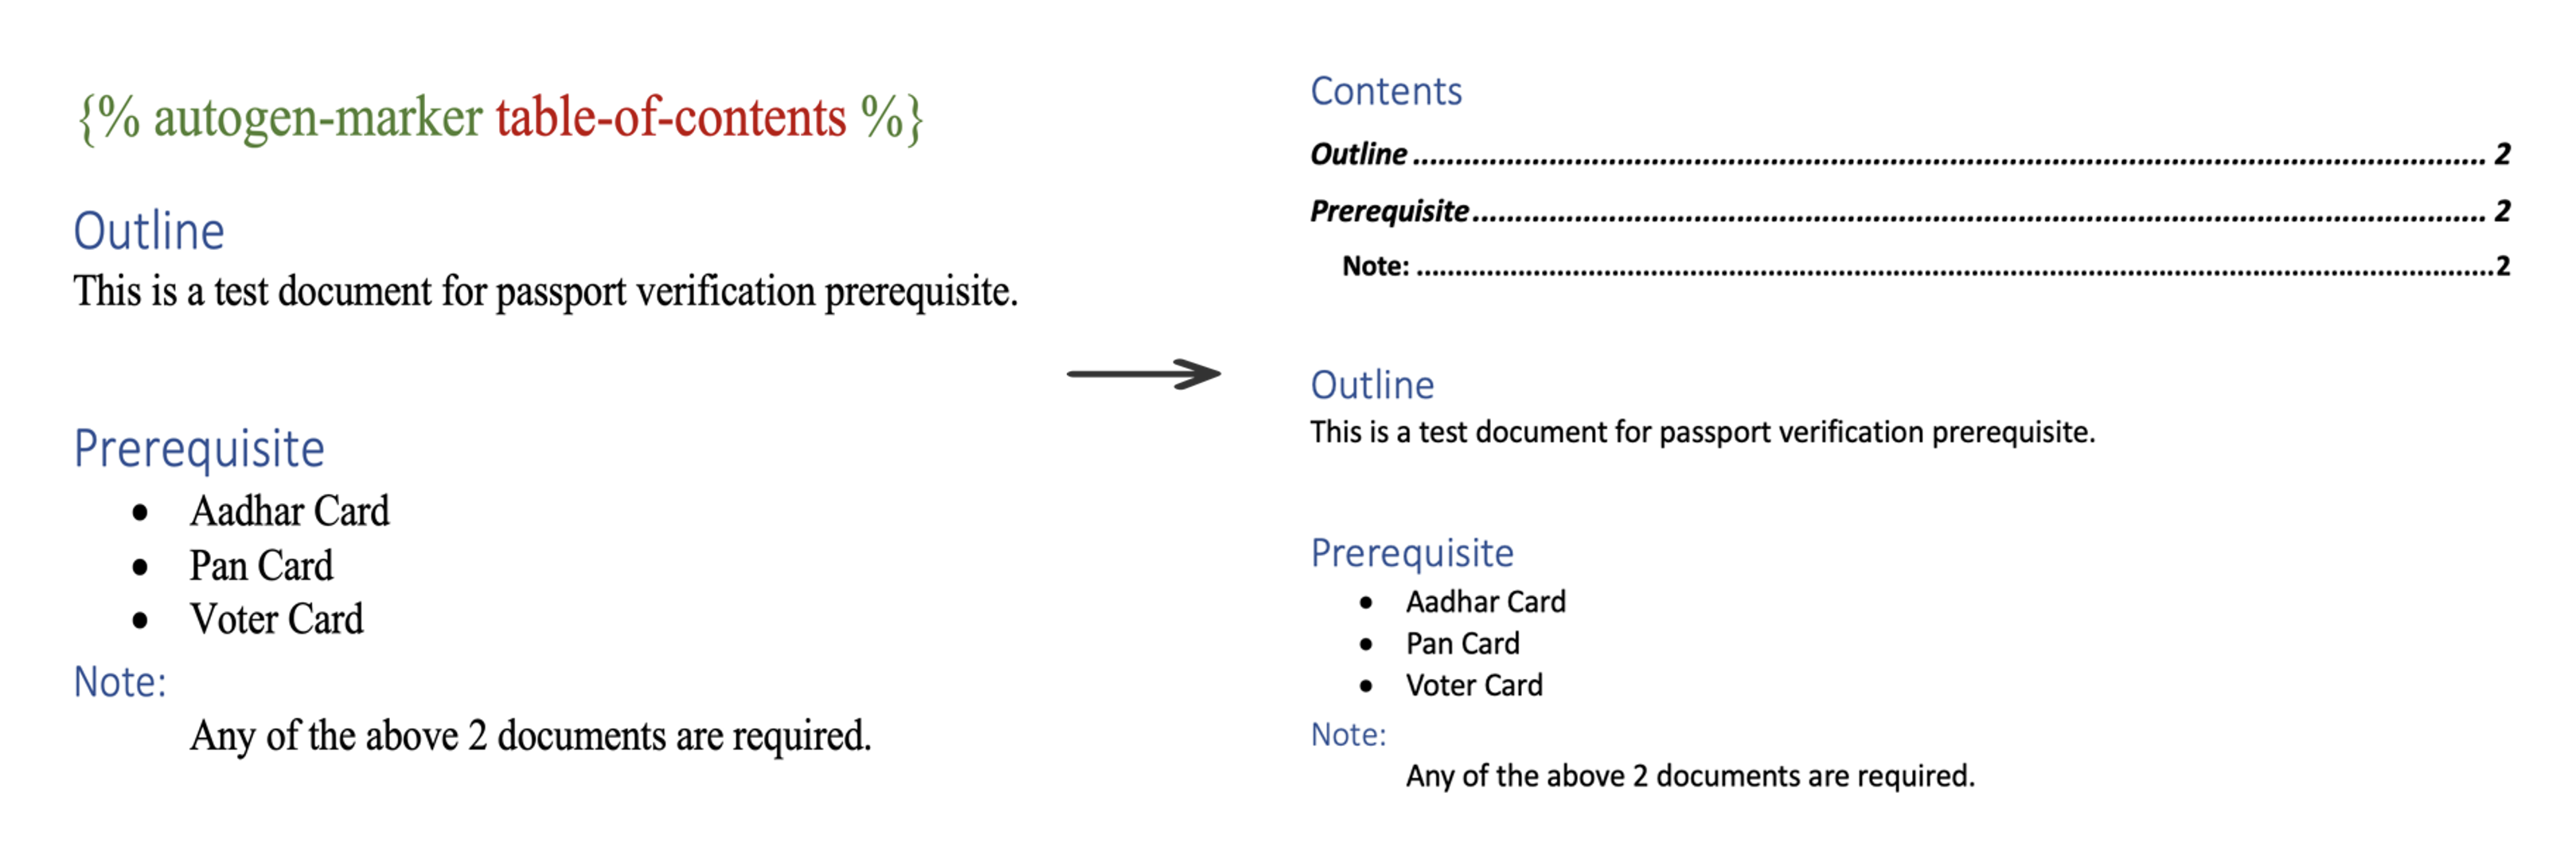 {% autogen-marker table-of-contents %}
Outline
This is a test document for passport verification prerequisite.
Prerequisite
• Aadhar Card
• Pan Card
• Voter Card
Note:
Any of the above 2 documents are required.
Contents
Outline ........................................................ 2
Prerequisite ........................................................ 2
Note: ........................................................ 2
Outline
This is a test document for passport verification prerequisite.
Prerequisite
• Aadhar Card
• Pan Card
• Voter Card
Note:
Any of the above 2 documents are required.